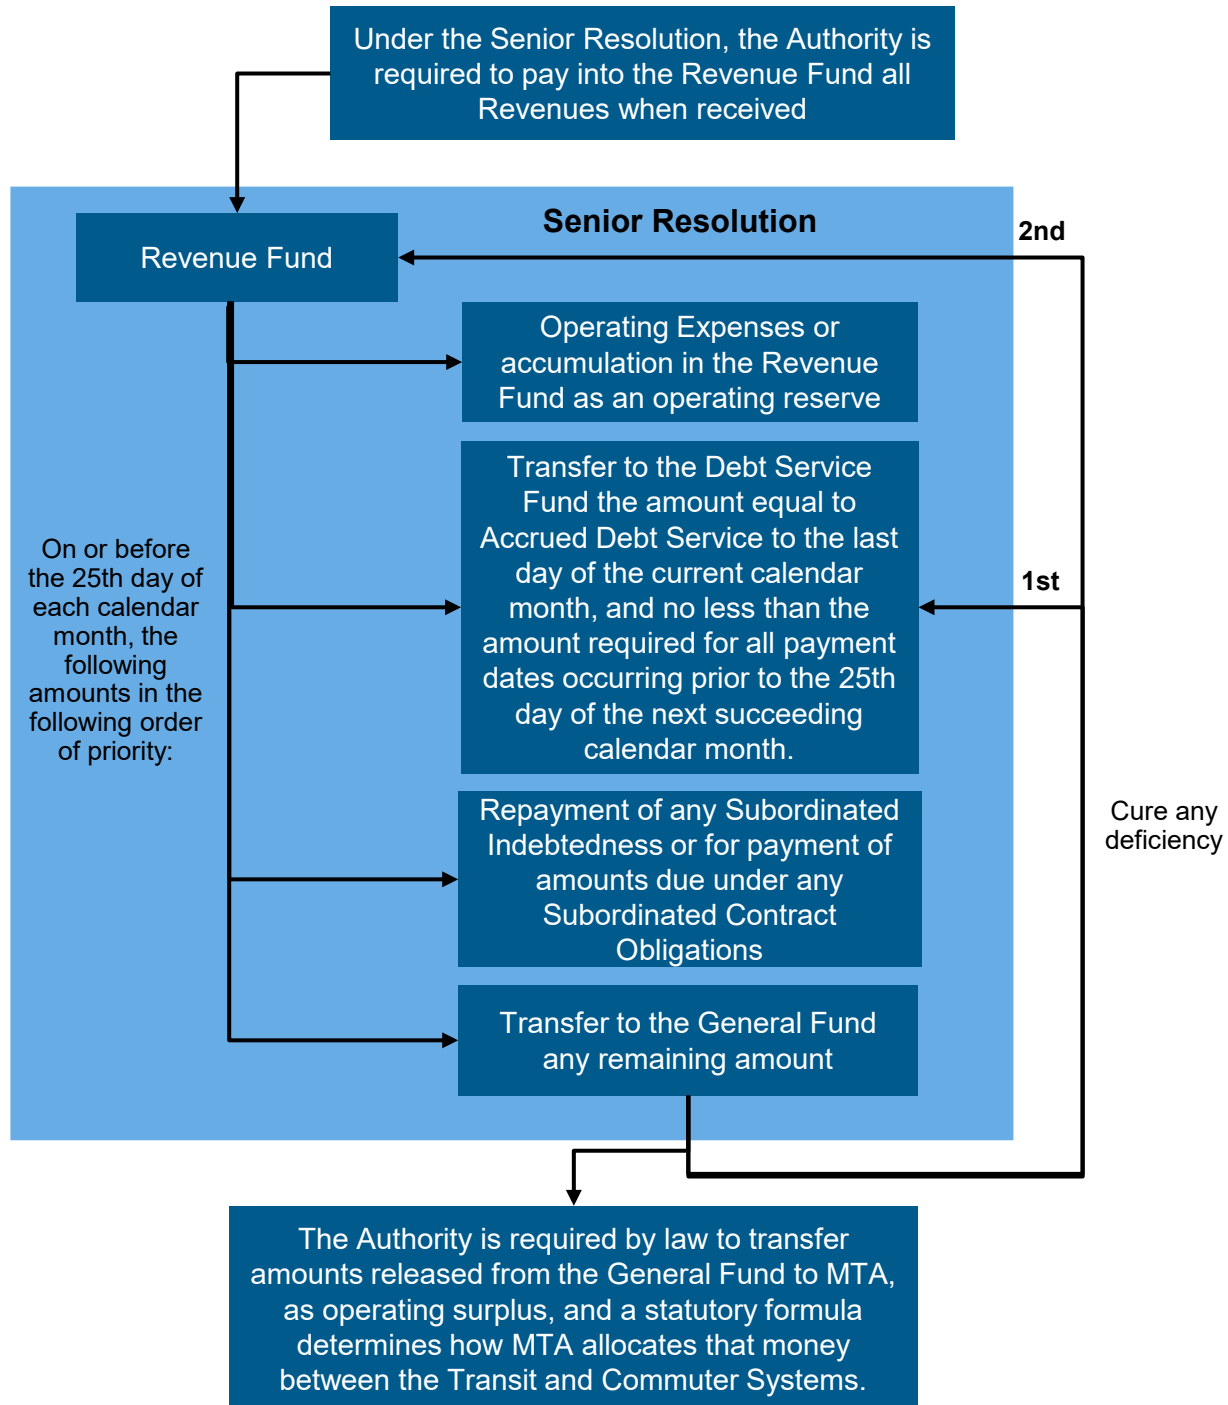 Under the Senior Resolution, the Authority is
required to pay into the Revenue Fund all
Revenues when received
Senior Resolution
2nd
Revenue Fund
Operating Expenses or
accumulation in the Revenue
Fund as an operating reserve
On or before
the 25th day of
each calendar
month, the
following
amounts in the
following order
of priority:
Transfer to the Debt Service
Fund the amount equal to
Accrued Debt Service to the last
day of the current calendar
month, and no less than the
amount required for all payment
dates occurring prior to the 25th
day of the next succeeding
calendar month.
1st
Repayment of any Subordinated
Indebtedness or for payment of
amounts due under any
Subordinated Contract
Obligations
Cure any
deficiency
Transfer to the General Fund
any remaining amount
The Authority is required by law to transfer
amounts released from the General Fund to MTA,
as operating surplus, and a statutory formula
determines how MTA allocates that money
between the Transit and Commuter Systems.